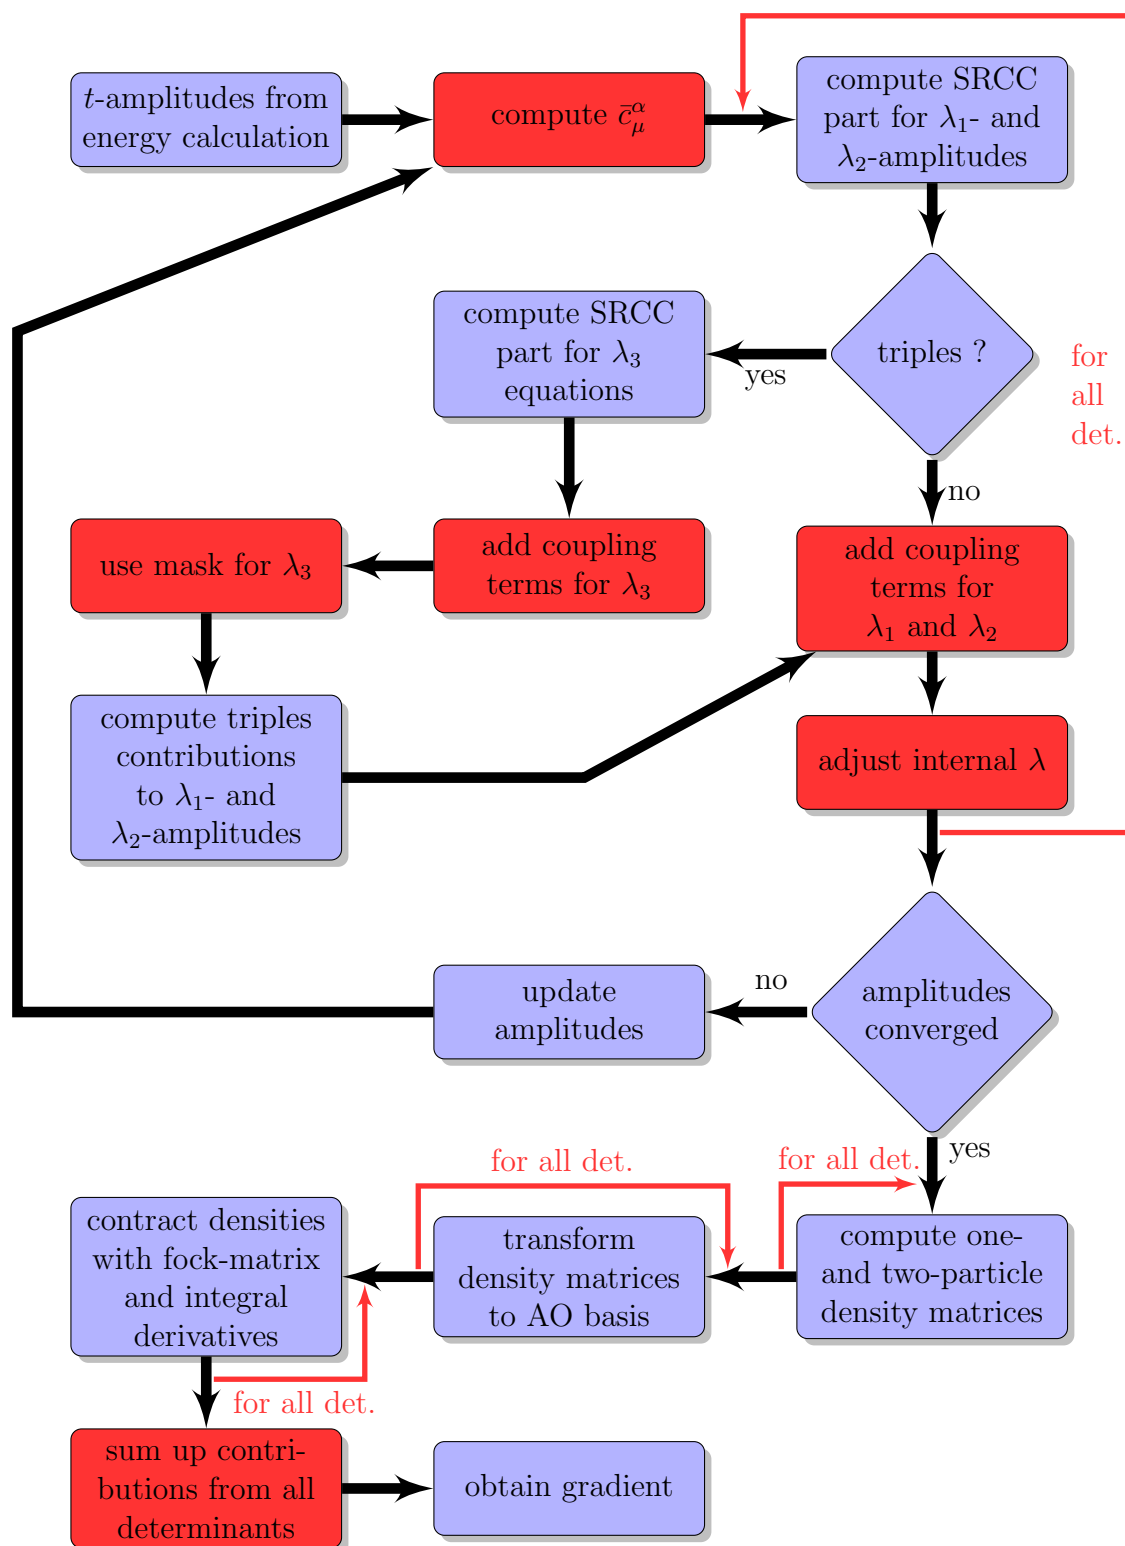 t-amplitudes from
energy calculation
compute c̄_μ^α
compute SRCC
part for λ₁- and
λ₂-amplitudes
triples ?
yes
no
for
all
det.
compute SRCC
part for λ₃
equations
add coupling
terms for λ₃
use mask for λ₃
compute triples
contributions
to λ₁- and
λ₂-amplitudes
add coupling
terms for
λ₁ and λ₂
adjust internal λ
amplitudes
converged
no
update
amplitudes
yes
for all det.
compute one-
and two-particle
density matrices
for all det.
transform
density matrices
to AO basis
contract densities
with fock-matrix
and integral
derivatives
for all det.
sum up contri-
butions from all
determinants
obtain gradient